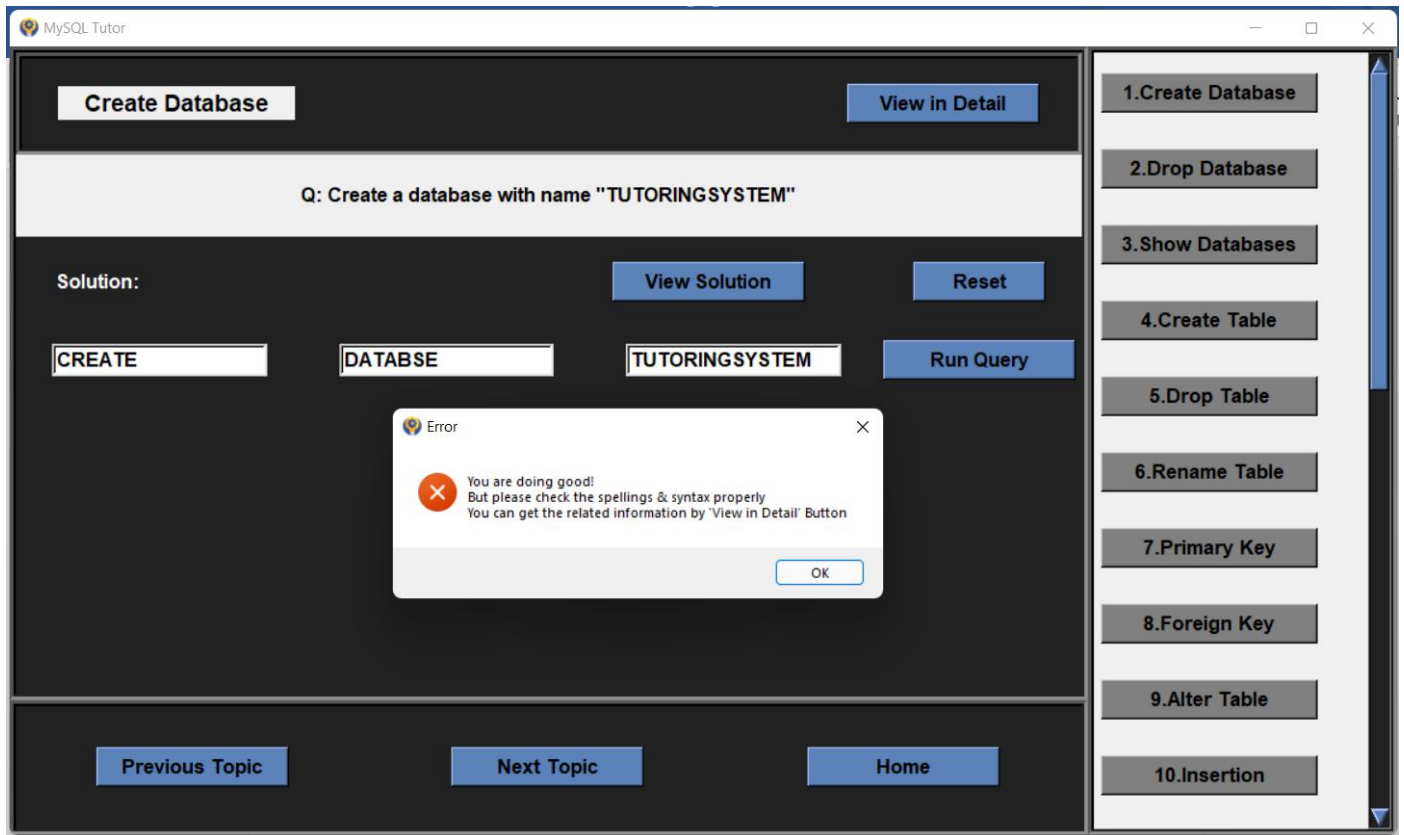 MySQL Tutor
Create Database
View in Detail
Q: Create a database with name "TUTORINGSYSTEM"
Solution:
View Solution
Reset
CREATE
DATABSE
TUTORINGSYSTEM
Run Query
Error
You are doing good!
But please check the spellings & syntax properly
You can get the related information by 'View in Detail' Button
OK
Previous Topic
Next Topic
Home
1.Create Database
2.Drop Database
3.Show Databases
4.Create Table
5.Drop Table
6.Rename Table
7.Primary Key
8.Foreign Key
9.Alter Table
10.Insertion